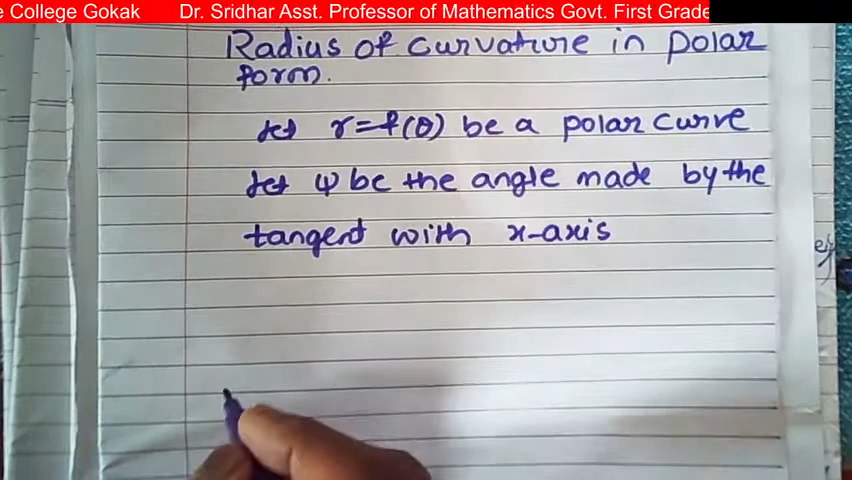 e College Gokak Dr. Sridhar Asst. Professor of Mathematics Govt. First Grade
Radius of curvature in polar
form.
Let r=f(θ) be a polar curve
Let ψ be the angle made by the
tangent with x-axis